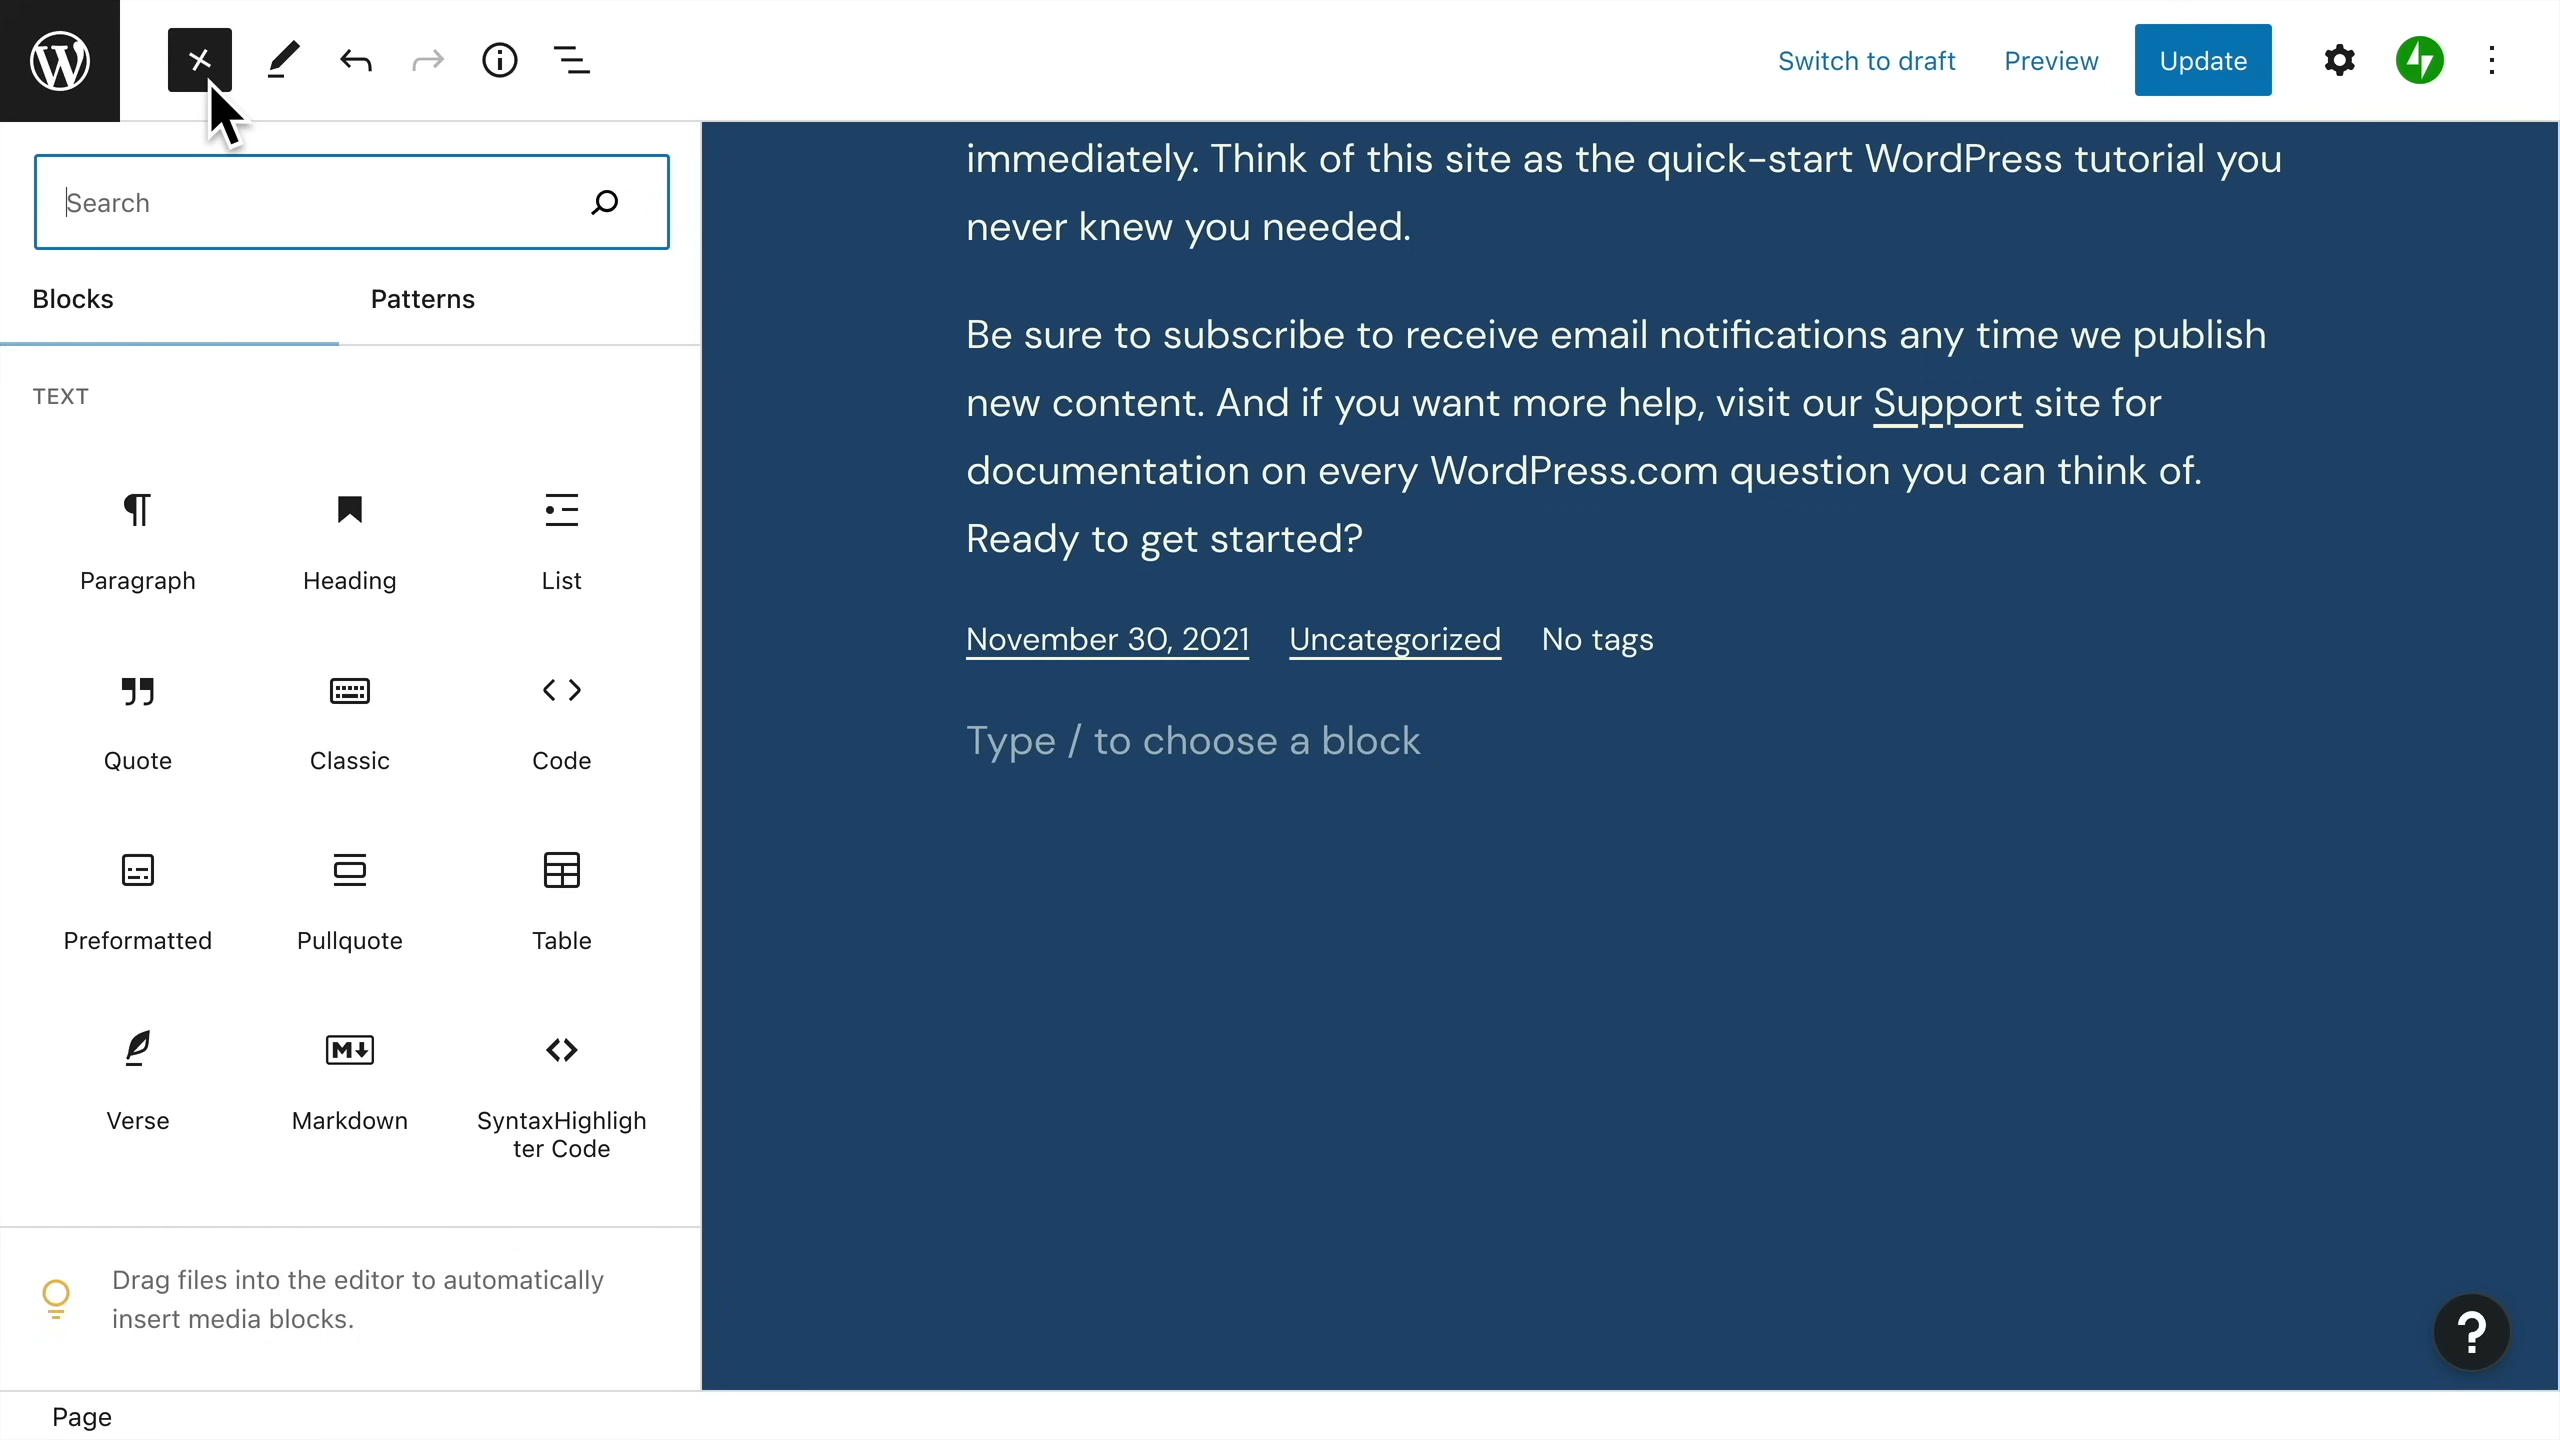 Switch to draft
Preview
Update
Search
Blocks
Patterns
TEXT
Paragraph
Heading
List
Quote
Classic
Code
Preformatted
Pullquote
Table
Verse
Markdown
SyntaxHighligh
ter Code
Drag files into the editor to automatically
insert media blocks.
immediately. Think of this site as the quick-start WordPress tutorial you
never knew you needed.
Be sure to subscribe to receive email notifications any time we publish
new content. And if you want more help, visit our Support site for
documentation on every WordPress.com question you can think of.
Ready to get started?
November 30, 2021 Uncategorized No tags
Type / to choose a block
?
Page